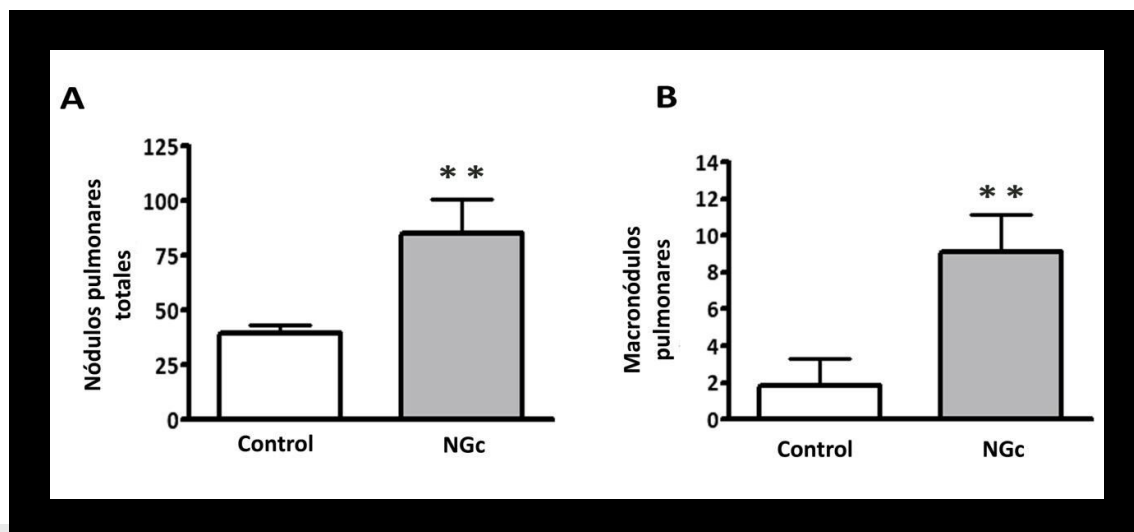 A
Nódulos pulmonares
totales
125
100
75
50
25
0
* *
Control
NGc
B
Macronódulos
pulmonares
14
12
10
8
6
4
2
0
* *
Control
NGc